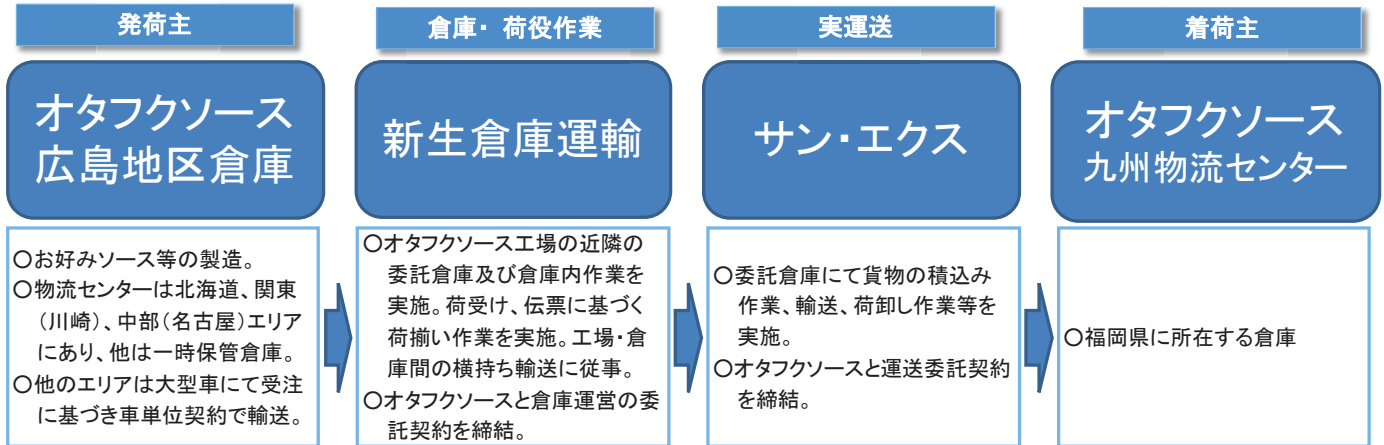 発荷主
オタフクソース
広島地区倉庫
〇お好みソース等の製造。
〇物流センターは北海道、関東
（川崎）、中部（名古屋）エリア
にあり、他は一時保管倉庫。
〇他のエリアは大型車にて受注
に基づき車単位契約で輸送。
倉庫・ 荷役作業
新生倉庫運輸
〇オタフクソース工場の近隣の
委託倉庫及び倉庫内作業を
実施。荷受け、伝票に基づく
荷揃い作業を実施。工場・倉
庫間の横持ち輸送に従事。
〇オタフクソースと倉庫運営の委
託契約を締結。
実運送
サン・エクス
〇委託倉庫にて貨物の積込み
作業、輸送、荷卸し作業等を
実施。
〇オタフクソースと運送委託契約
を締結。
着荷主
オタフクソース
九州物流センター
〇福岡県に所在する倉庫